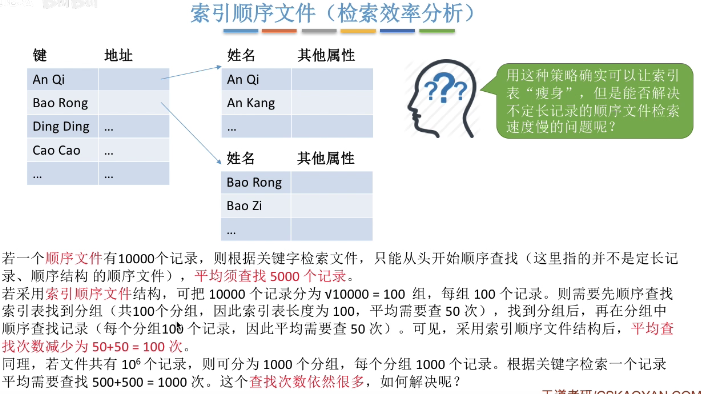 索引顺序文件（检索效率分析）
键 地址
An Qi
Bao Rong
Ding Ding ...
Cao Cao ...
... ...
姓名 其他属性
An Qi
An Kang
...
姓名 其他属性
Bao Rong
Bao Zi
...
???
用这种策略确实可以让索引
表“瘦身”，但是能否解决
不定长记录的顺序文件检索
速度慢的问题呢？
若一个顺序文件有10000个记录，则根据关键字检索文件，只能从头开始顺序查找（这里指的并不是定长记
录、顺序结构 的顺序文件），平均须查找 5000 个记录。
若采用索引顺序文件结构，可把 10000 个记录分为 √10000 = 100 组，每组 100 个记录。则需要先顺序查找
索引表找到分组（共100个分组，因此索引表长度为 100，平均需要查 50 次），找到分组后，再在分组中
顺序查找记录（每个分组100 个记录，因此平均需要查 50 次）。可见，采用索引顺序文件结构后，平均查
找次数减少为 50+50 = 100 次。
同理，若文件共有 10⁶ 个记录，则可分为 1000 个分组，每个分组 1000 个记录。根据关键字检索一个记录
平均需要查找 500+500 = 1000 次。这个查找次数依然很多，如何解决呢？
王道考研/CSKAOYAN.COM